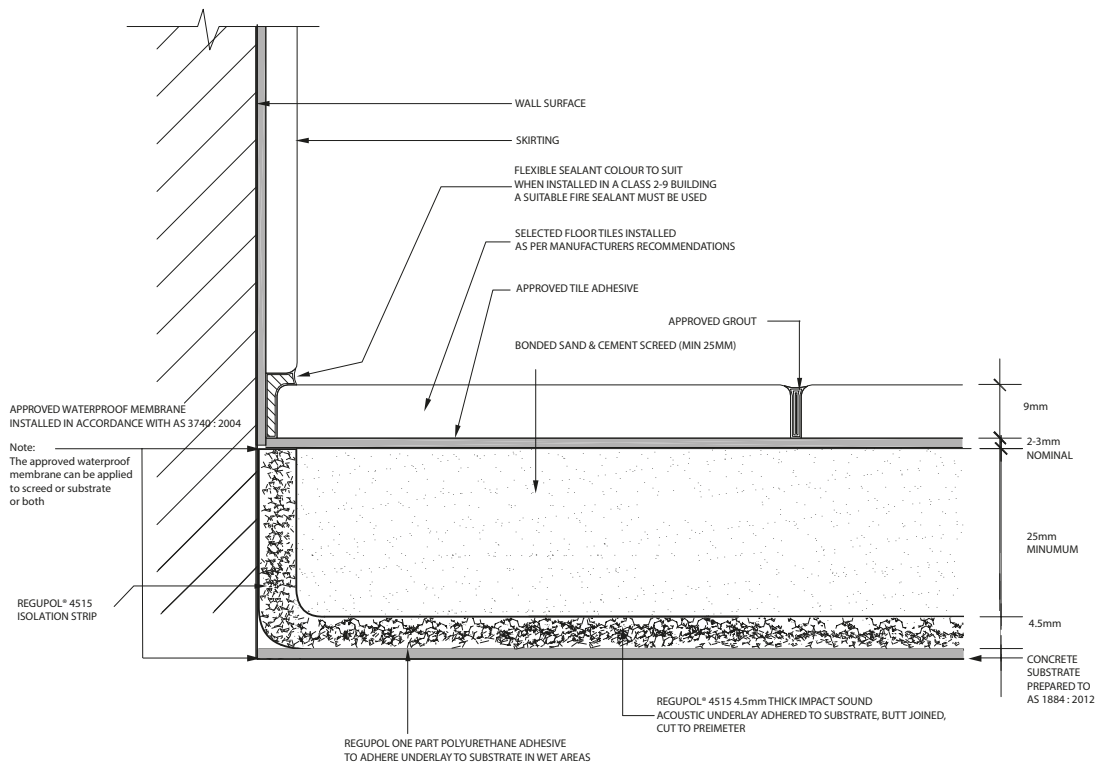 WALL SURFACE
SKIRTING
FLEXIBLE SEALANT COLOUR TO SUIT
WHEN INSTALLED IN A CLASS 2-9 BUILDING
A SUITABLE FIRE SEALANT MUST BE USED
SELECTED FLOOR TILES INSTALLED
AS PER MANUFACTURERS RECOMMENDATIONS
APPROVED TILE ADHESIVE
APPROVED GROUT
BONDED SAND & CEMENT SCREED (MIN 25MM)
APPROVED WATERPROOF MEMBRANE
INSTALLED IN ACCORDANCE WITH AS 3740 : 2004
Note:
The approved waterproof
membrane can be applied
to screed or substrate
or both
9mm
2-3mm
NOMINAL
25mm
MINUMUM
REGUPOL® 4515
ISOLATION STRIP
4.5mm
CONCRETE
SUBSTRATE
PREPARED TO
AS 1884 : 2012
REGUPOL® 4515 4.5mm THICK IMPACT SOUND
ACOUSTIC UNDERLAY ADHERED TO SUBSTRATE, BUTT JOINED,
CUT TO PREIMETER
REGUPOL ONE PART POLYURETHANE ADHESIVE
TO ADHERE UNDERLAY TO SUBSTRATE IN WET AREAS